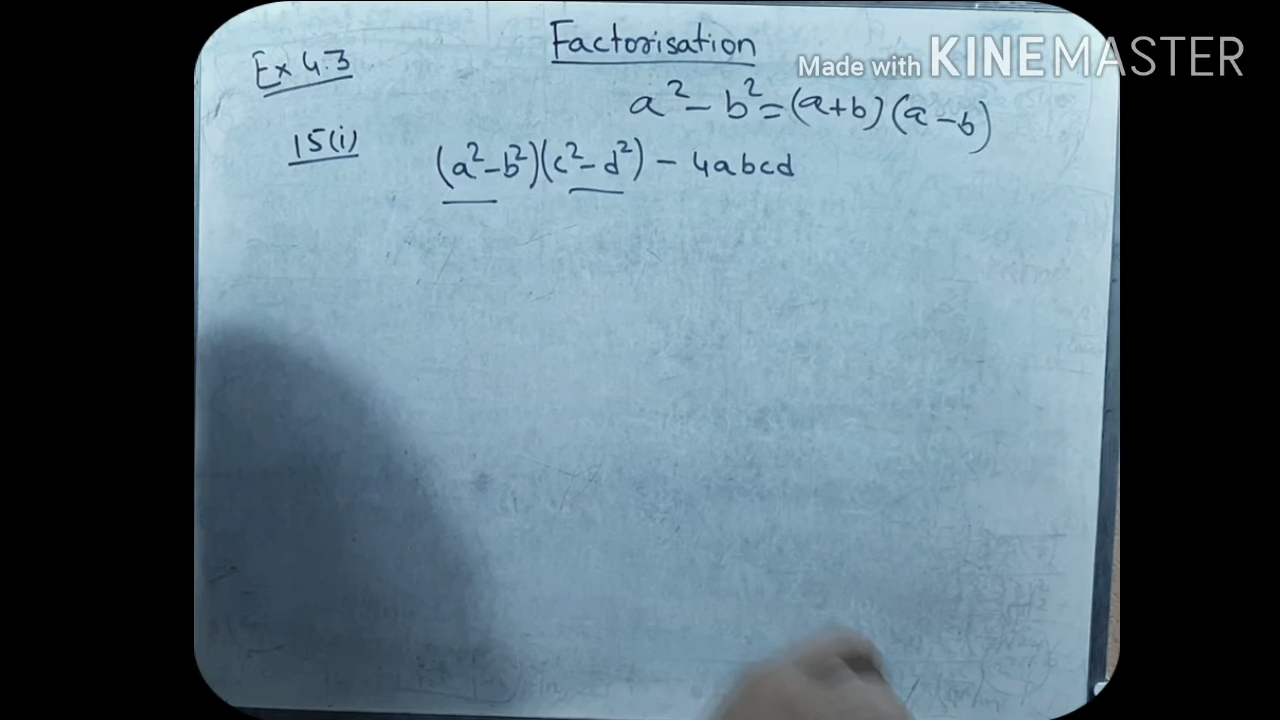 Factorisation
Made with KINEMASTER
Ex 4.3
a² - b² = (a+b)(a-b)
15(i)
(a²-b²)(c²-d²) - 4abcd